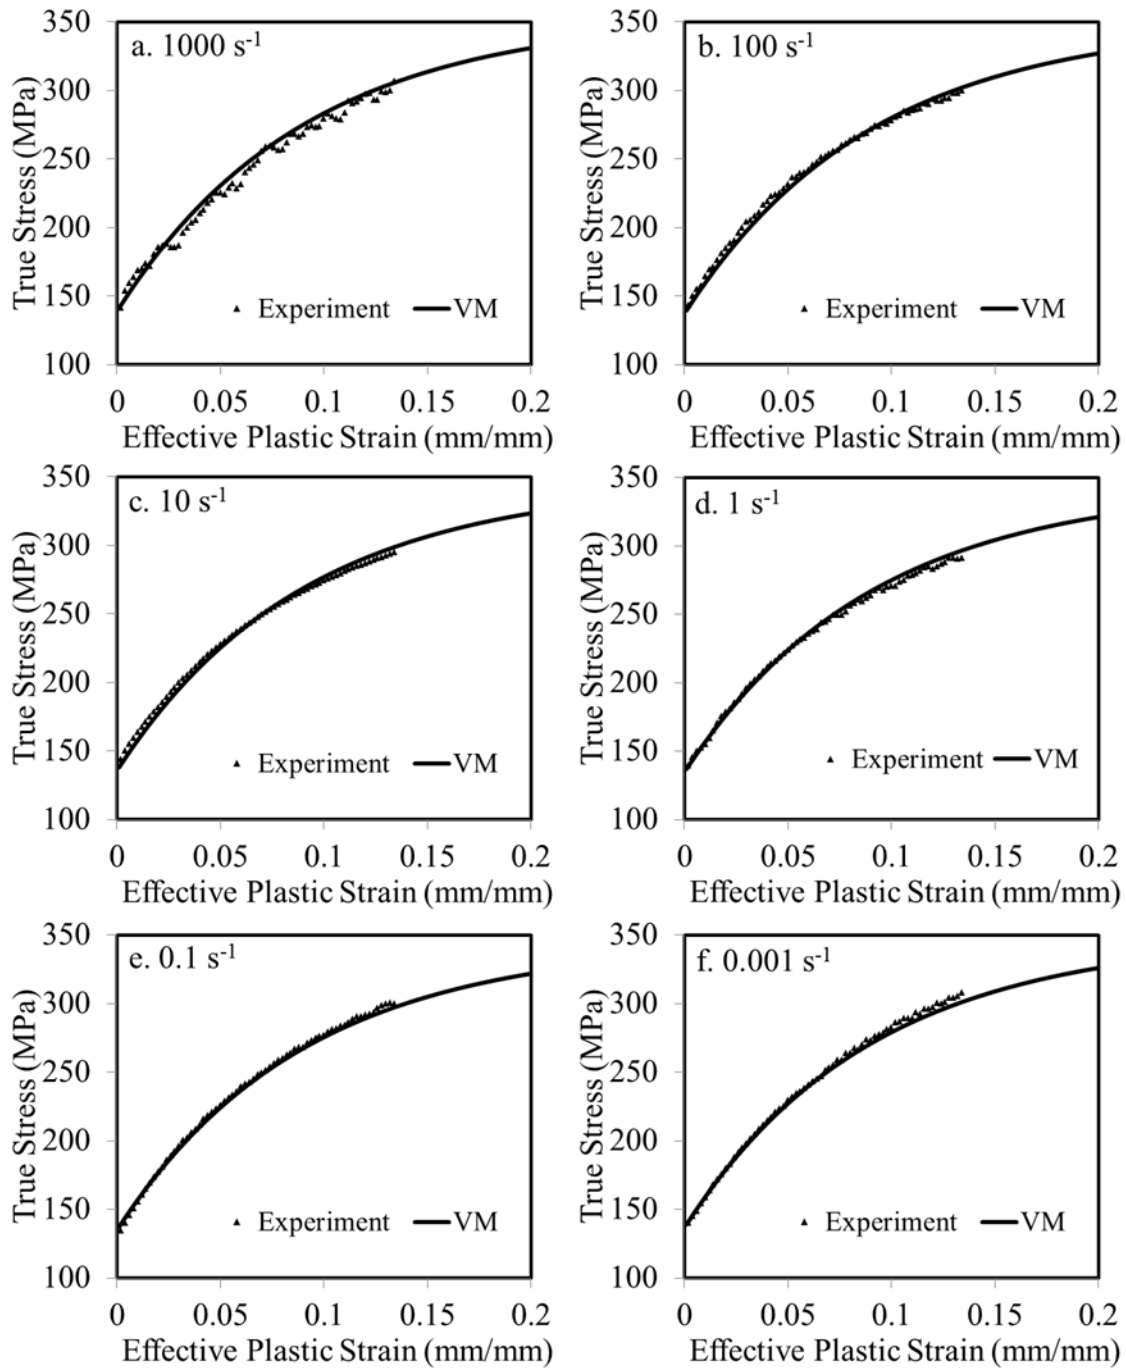 350
300
250
200
150
100
True Stress (MPa)
a. 1000 s-1
Experiment VM
0 0.05 0.1 0.15 0.2
Effective Plastic Strain (mm/mm)
350
300
250
200
150
100
True Stress (MPa)
b. 100 s-1
Experiment VM
0 0.05 0.1 0.15 0.2
Effective Plastic Strain (mm/mm)
350
300
250
200
150
100
True Stress (MPa)
c. 10 s-1
Experiment VM
0 0.05 0.1 0.15 0.2
Effective Plastic Strain (mm/mm)
350
300
250
200
150
100
True Stress (MPa)
d. 1 s-1
Experiment VM
0 0.05 0.1 0.15 0.2
Effective Plastic Strain (mm/mm)
350
300
250
200
150
100
True Stress (MPa)
e. 0.1 s-1
Experiment VM
0 0.05 0.1 0.15 0.2
Effective Plastic Strain (mm/mm)
350
300
250
200
150
100
True Stress (MPa)
f. 0.001 s-1
Experiment VM
0 0.05 0.1 0.15 0.2
Effective Plastic Strain (mm/mm)